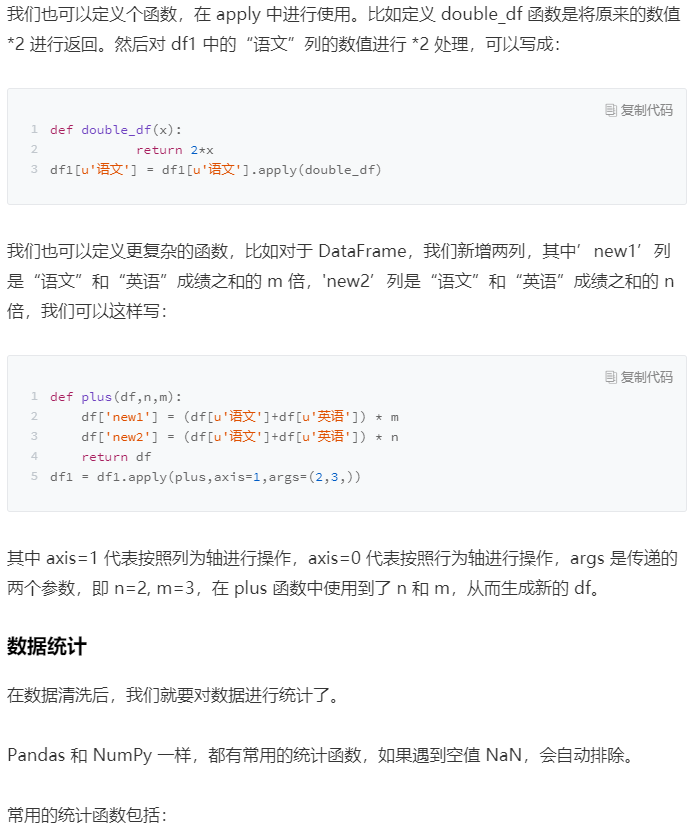 我们也可以定义个函数，在 apply 中进行使用。比如定义 double_df 函数是将原来的数值
*2 进行返回。然后对 df1 中的“语文”列的数值进行 *2 处理，可以写成：
复制代码
1 def double_df(x):
2            return 2*x
3 df1[u'语文'] = df1[u'语文'].apply(double_df)
我们也可以定义更复杂的函数，比如对于 DataFrame，我们新增两列，其中’new1’列
是“语文”和“英语”成绩之和的 m 倍，'new2’列是“语文”和“英语”成绩之和的 n
倍，我们可以这样写：
复制代码
1 def plus(df,n,m):
2     df['new1'] = (df[u'语文']+df[u'英语']) * m
3     df['new2'] = (df[u'语文']+df[u'英语']) * n
4     return df
5 df1 = df1.apply(plus,axis=1,args=(2,3,))
其中 axis=1 代表按照列为轴进行操作，axis=0 代表按照行为轴进行操作，args 是传递的
两个参数，即 n=2, m=3，在 plus 函数中使用到了 n 和 m，从而生成新的 df。
数据统计
在数据清洗后，我们就要对数据进行统计了。
Pandas 和 NumPy 一样，都有常用的统计函数，如果遇到空值 NaN，会自动排除。
常用的统计函数包括：